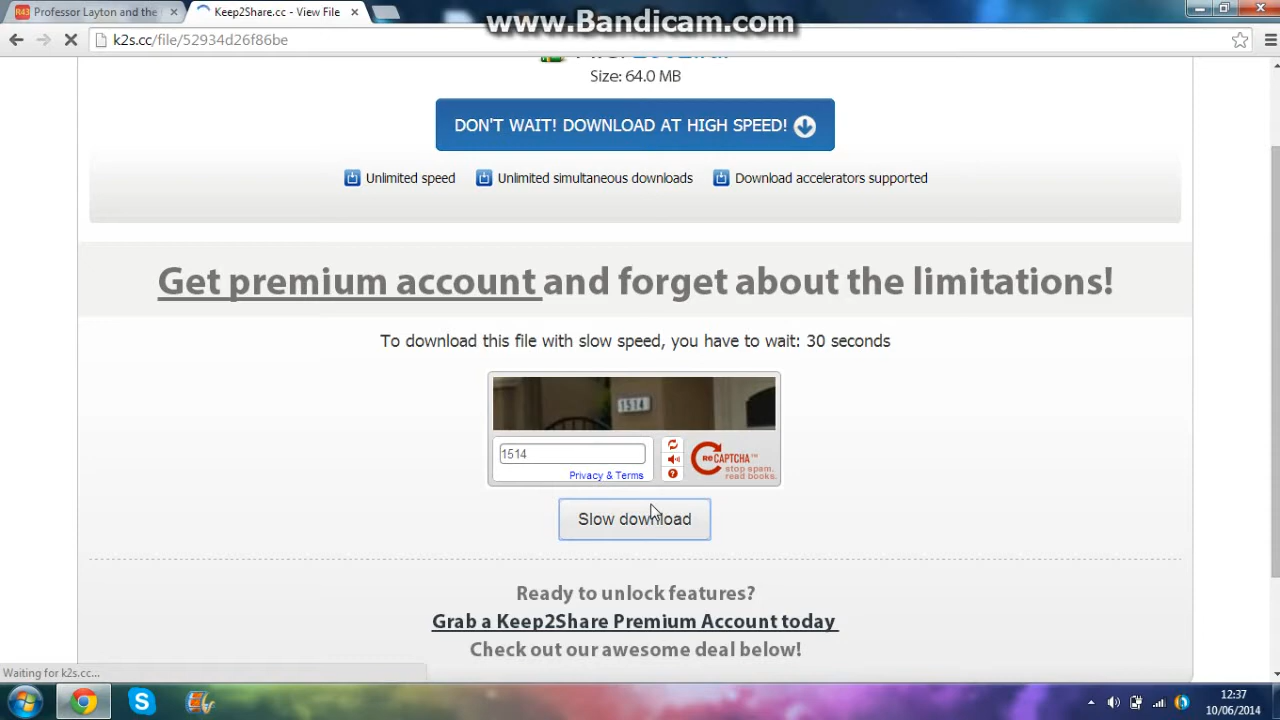 www.Bandicam.com
R43 Professor Layton and the
Keep2Share.cc - View File
k2s.cc/file/52934d26f86be
Size: 64.0 MB
DON'T WAIT! DOWNLOAD AT HIGH SPEED!
Unlimited speed Unlimited simultaneous downloads Download accelerators supported
Get premium account and forget about the limitations!
To download this file with slow speed, you have to wait: 30 seconds
1514
1514
Privacy & Terms
reCAPTCHA™
stop spam.
read books.
Slow download
Ready to unlock features?
Grab a Keep2Share Premium Account today
Check out our awesome deal below!
Waiting for k2s.cc...
12:37
10/06/2014